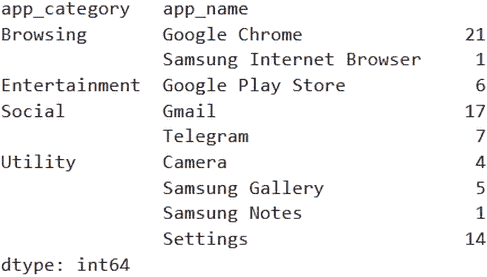 app_category   app_name
Browsing       Google Chrome               21
               Samsung Internet Browser     1
Entertainment  Google Play Store            6
Social         Gmail                       17
               Telegram                     7
Utility        Camera                       4
               Samsung Gallery              5
               Samsung Notes                1
               Settings                    14
dtype: int64